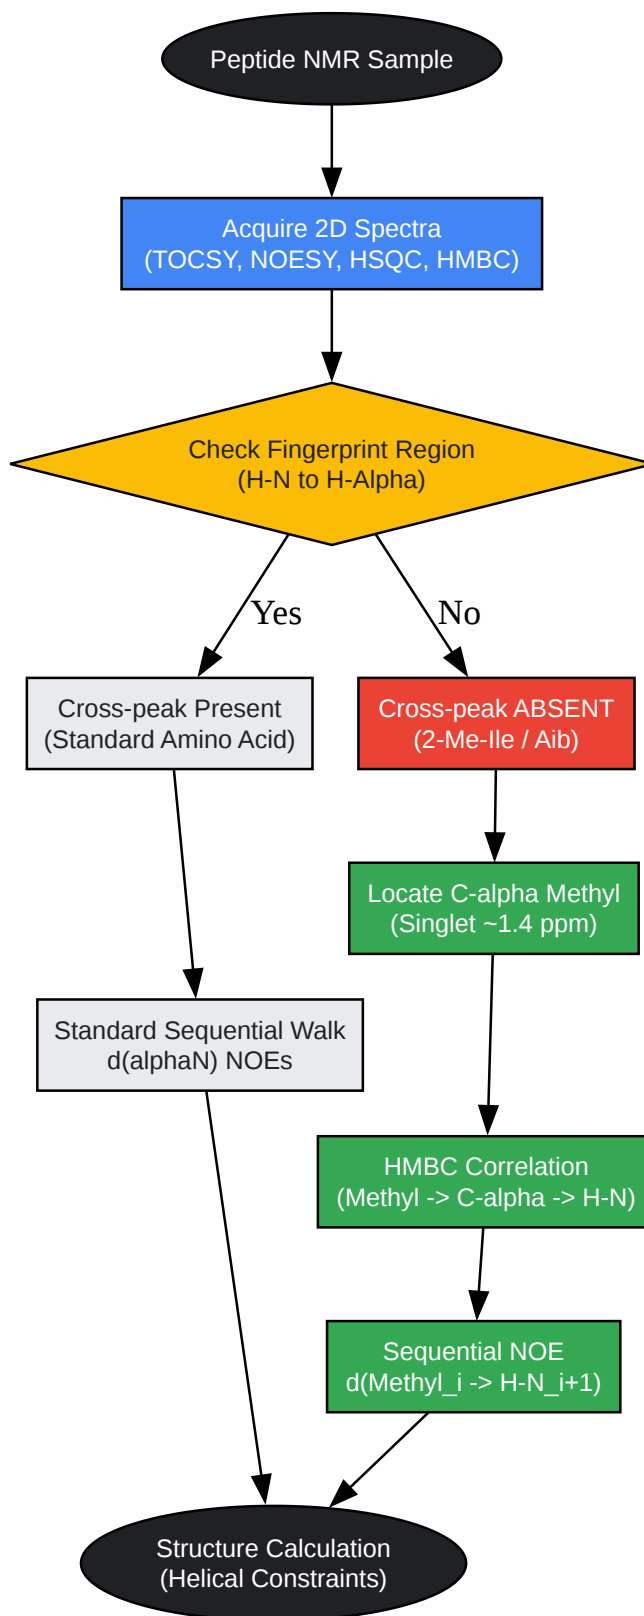 Peptide NMR Sample
Acquire 2D Spectra
(TOCSY, NOESY, HSQC, HMBC)
Check Fingerprint Region
(H-N to H-Alpha)
Yes
No
Cross-peak Present
(Standard Amino Acid)
Cross-peak ABSENT
(2-Me-Ile / Aib)
Locate C-alpha Methyl
(Singlet ~1.4 ppm)
Standard Sequential Walk
d(alphaN) NOEs
HMBC Correlation
(Methyl -> C-alpha -> H-N)
Sequential NOE
d(Methyl_i -> H-N_i+1)
Structure Calculation
(Helical Constraints)